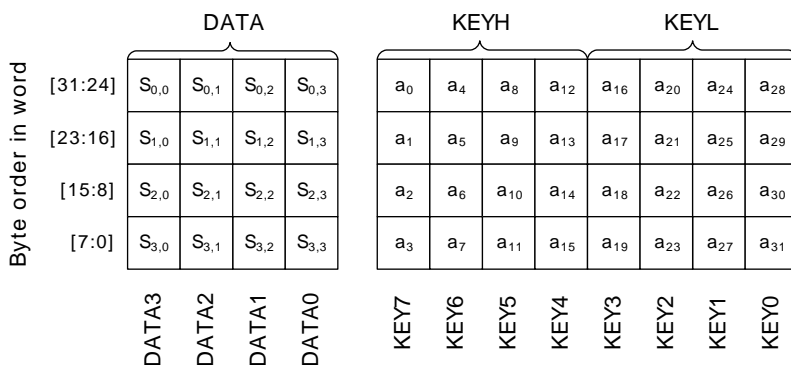 DATA KEYH KEYL
Byte order in word
[31:24] S0,0 S0,1 S0,2 S0,3 a0 a4 a8 a12 a16 a20 a24 a28
[23:16] S1,0 S1,1 S1,2 S1,3 a1 a5 a9 a13 a17 a21 a25 a29
[15:8] S2,0 S2,1 S2,2 S2,3 a2 a6 a10 a14 a18 a22 a26 a30
[7:0] S3,0 S3,1 S3,2 S3,3 a3 a7 a11 a15 a19 a23 a27 a31
DATA3 DATA2 DATA1 DATA0 KEY7 KEY6 KEY5 KEY4 KEY3 KEY2 KEY1 KEY0